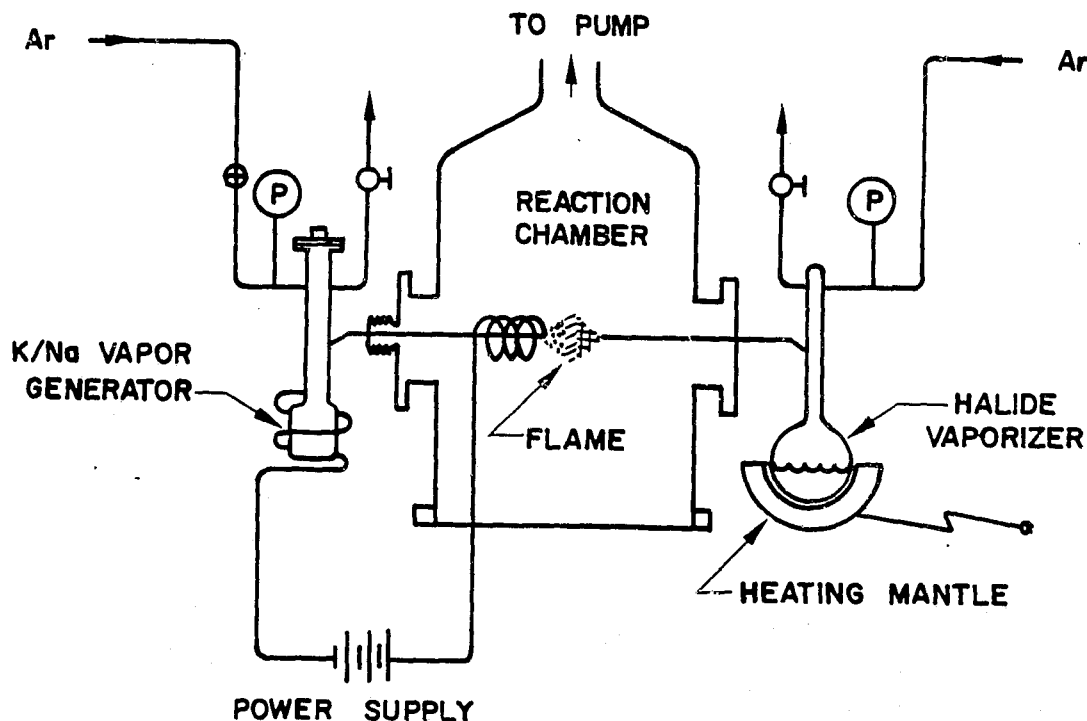 TO PUMP
Ar
Ar
P
P
REACTION
CHAMBER
K/Na VAPOR
GENERATOR
FLAME
HALIDE
VAPORIZER
HEATING MANTLE
POWER SUPPLY